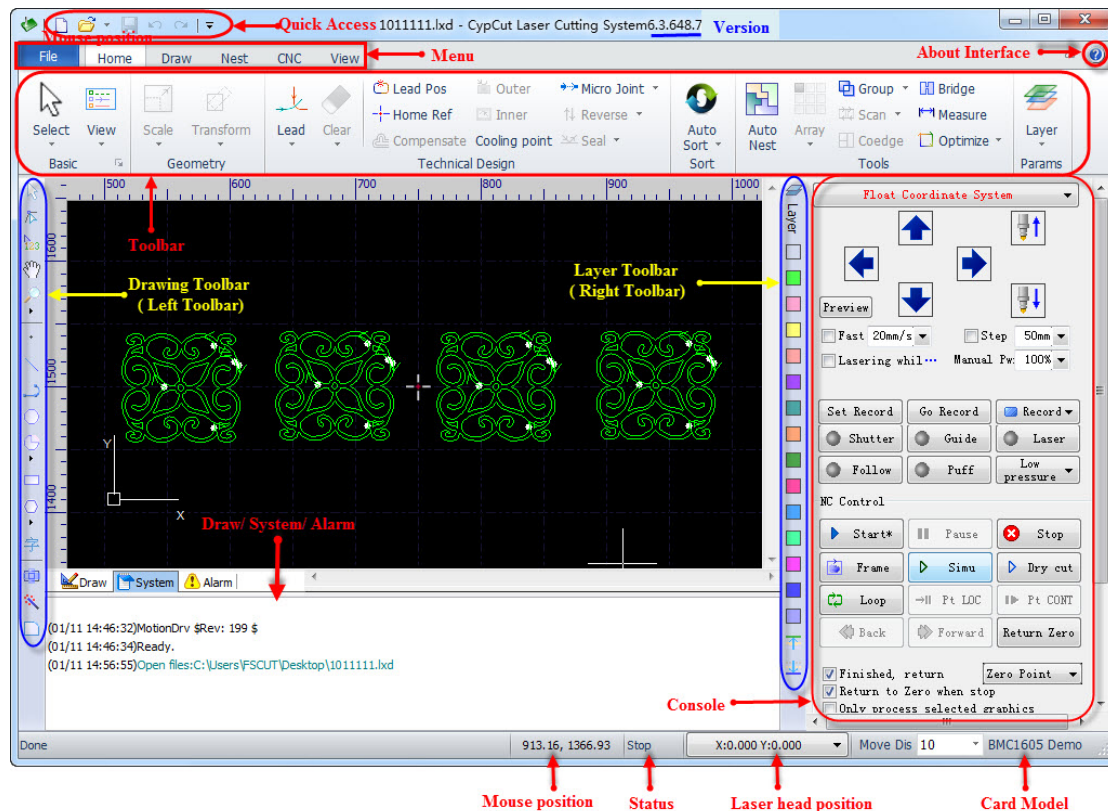 Quick Access 1011111.lxd - CypCut Laser Cutting System6.3.648.7 Version
Mouse position
File Home Draw Nest CNC View
Menu
About Interface
Select View Scale Transform Lead Clear
Lead Pos Outer Micro Joint
Home Ref Inner Reverse
Compensate Cooling point Seal
Auto Sort
Auto Nest
Array
Group Bridge
Scan Measure
Coedge Optimize
Layer
Basic Geometry Technical Design Sort Tools Params
500 600 700 800 900 1000
1600
1500
1400
123
字
Toolbar
Drawing Toolbar
( Left Toolbar)
Layer Toolbar
( Right Toolbar)
Layer
Y
X
Draw/ System/ Alarm
Draw System Alarm
(01/11 14:46:32)MotionDrv $Rev: 199 $
(01/11 14:46:34)Ready.
(01/11 14:56:55)Open files:C:\Users\FSCUT\Desktop\1011111.lxd
Float Coordinate System
Preview
Fast 20mm/s Step 50mm
Lasering whil··· Manual Pw: 100%
Set Record Go Record Record
Shutter Guide Laser
Follow Puff Low pressure
NC Control
Start* Pause Stop
Frame Simu Dry cut
Loop Pt LOC Pt CONT
Back Forward Return Zero
Finished, return Zero Point
Return to Zero when stop
Only process selected graphics
Console
Done 913.16, 1366.93 Stop X:0.000 Y:0.000 Move Dis 10 BMC1605 Demo
Mouse position Status Laser head position Card Model